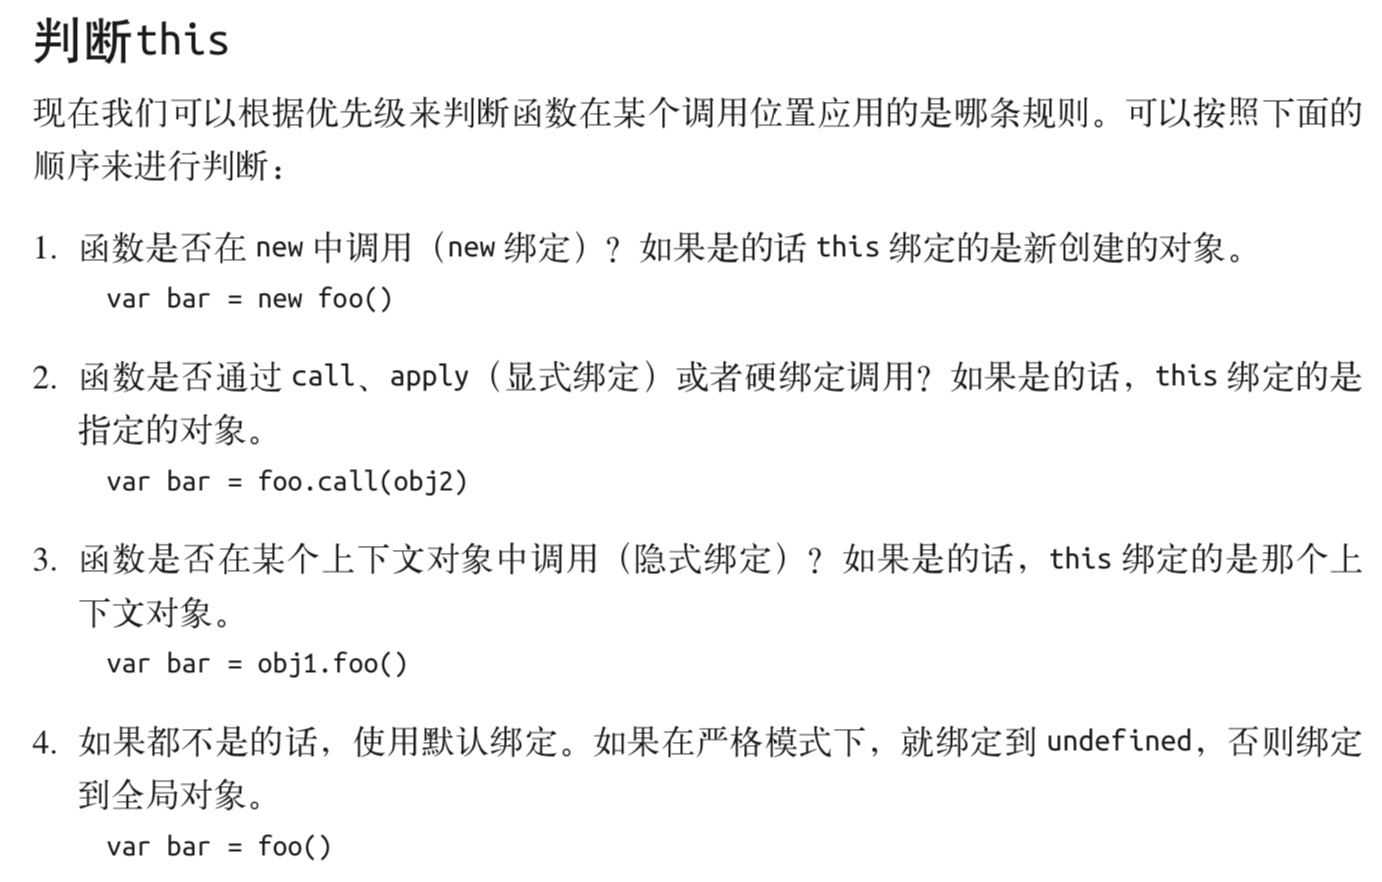 判断this
现在我们可以根据优先级来判断函数在某个调用位置应用的是哪条规则。可以按照下面的
顺序来进行判断：
1. 函数是否在 new 中调用（new 绑定）？如果是的话 this 绑定的是新创建的对象。
var bar = new foo()
2. 函数是否通过 call、apply（显式绑定）或者硬绑定调用？如果是的话，this 绑定的是
指定的对象。
var bar = foo.call(obj2)
3. 函数是否在某个上下文对象中调用（隐式绑定）？如果是的话，this 绑定的是那个上
下文对象。
var bar = obj1.foo()
4. 如果都不是的话，使用默认绑定。如果在严格模式下，就绑定到 undefined，否则绑定
到全局对象。
var bar = foo()